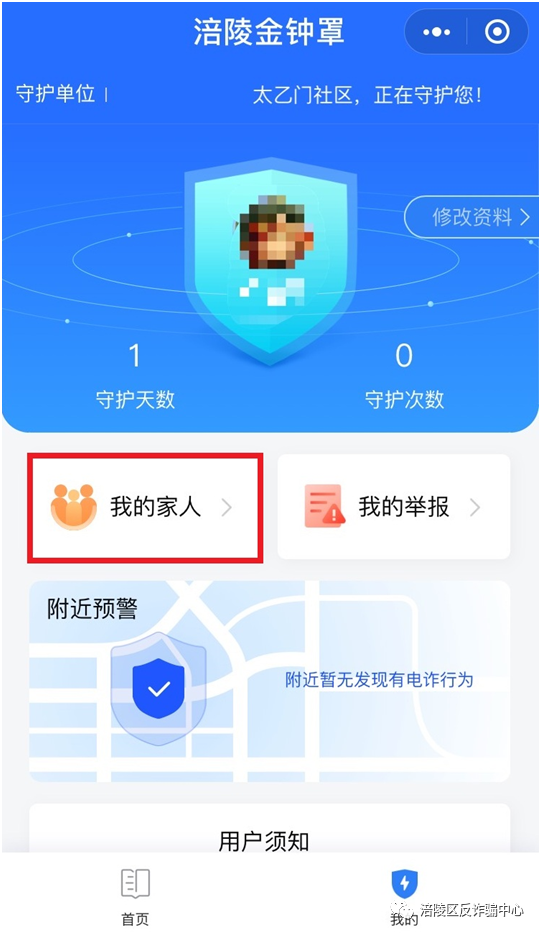 涪陵金钟罩
守护单位 | 太乙门社区，正在守护您！
修改资料
1 0
守护天数 守护次数
我的家人 我的举报
附近预警
附近暂无发现有电诈行为
用户须知
首页 我的
涪陵区反诈骗中心